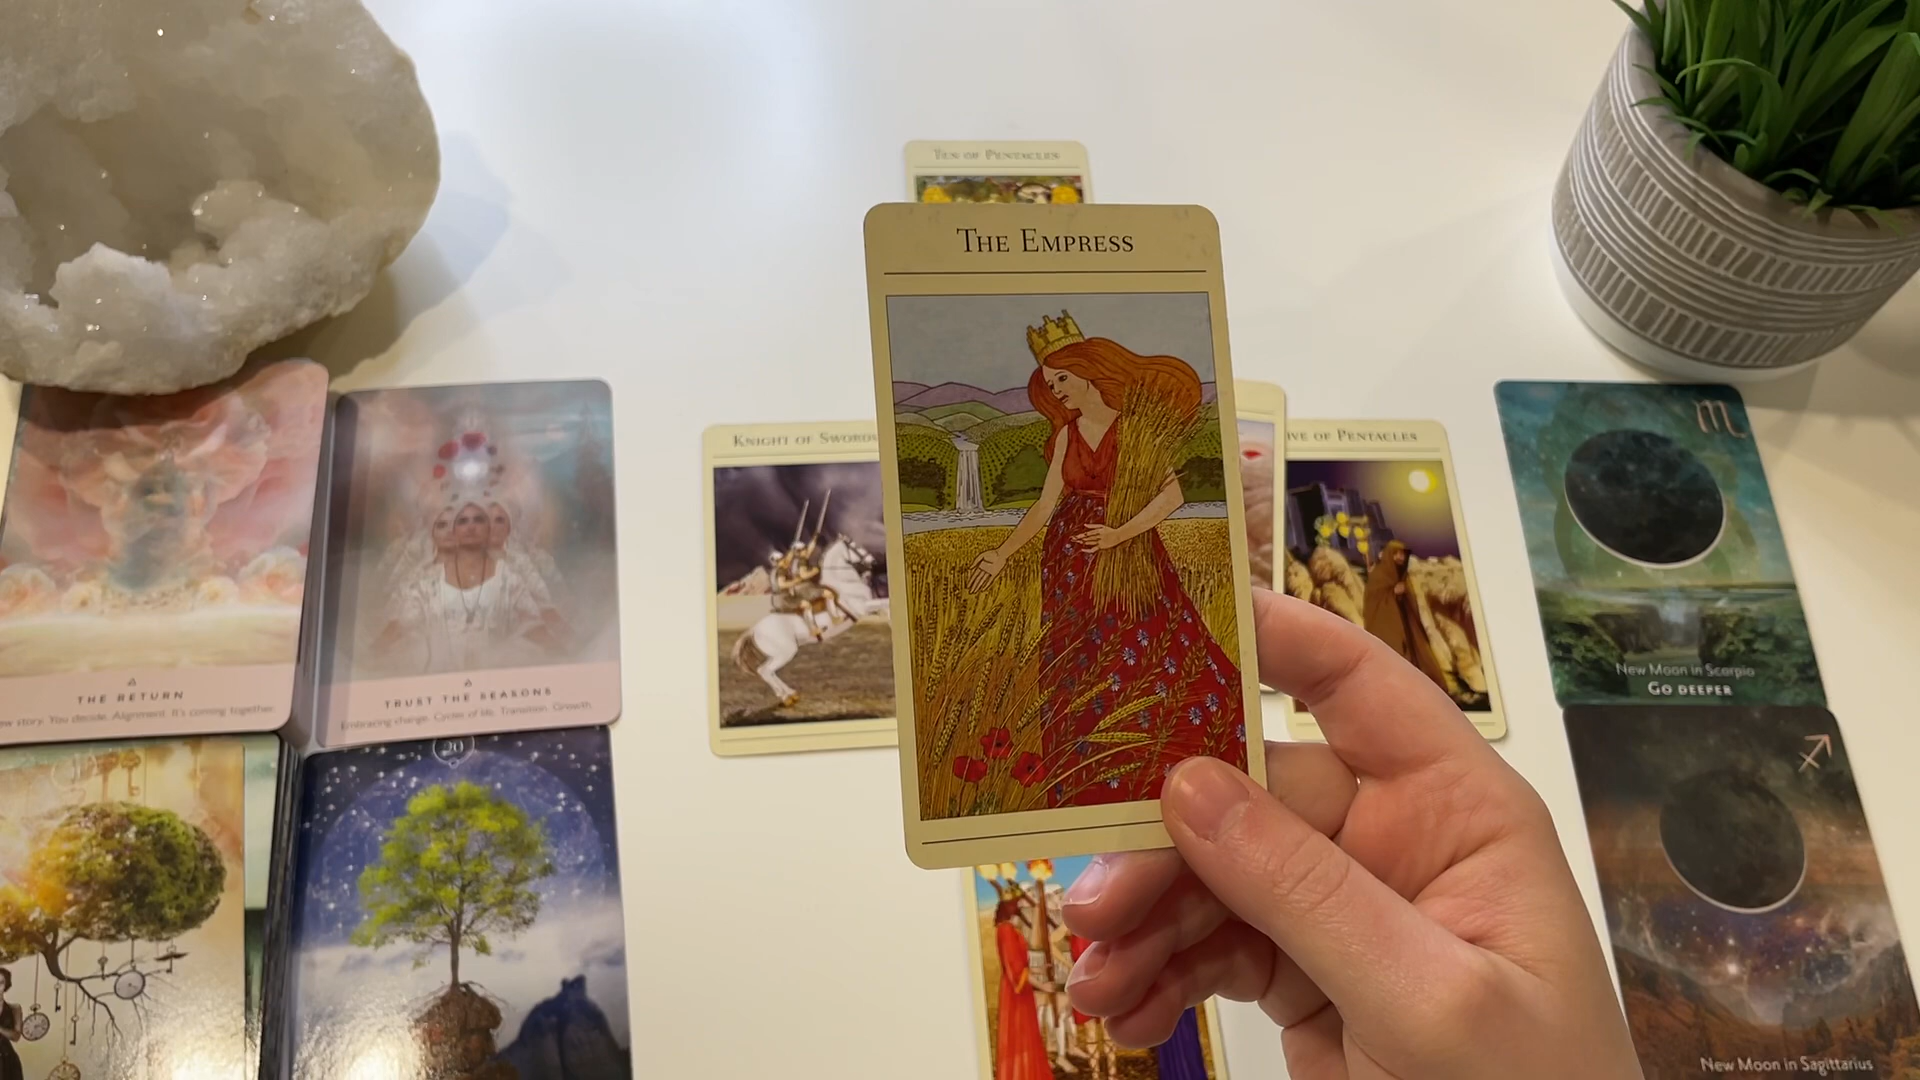 TEN OF PENTACLES
THE EMPRESS
KNIGHT OF SWORDS
IVE OF PENTACLES
THE RETURN
ew story. You decide. Alignment. It's coming together.
TRUST THE SEASONS
Embracing change. Cycles of life. Transition. Growth
20
New Moon in Scorpio
GO DEEPER
New Moon in Sagittarius